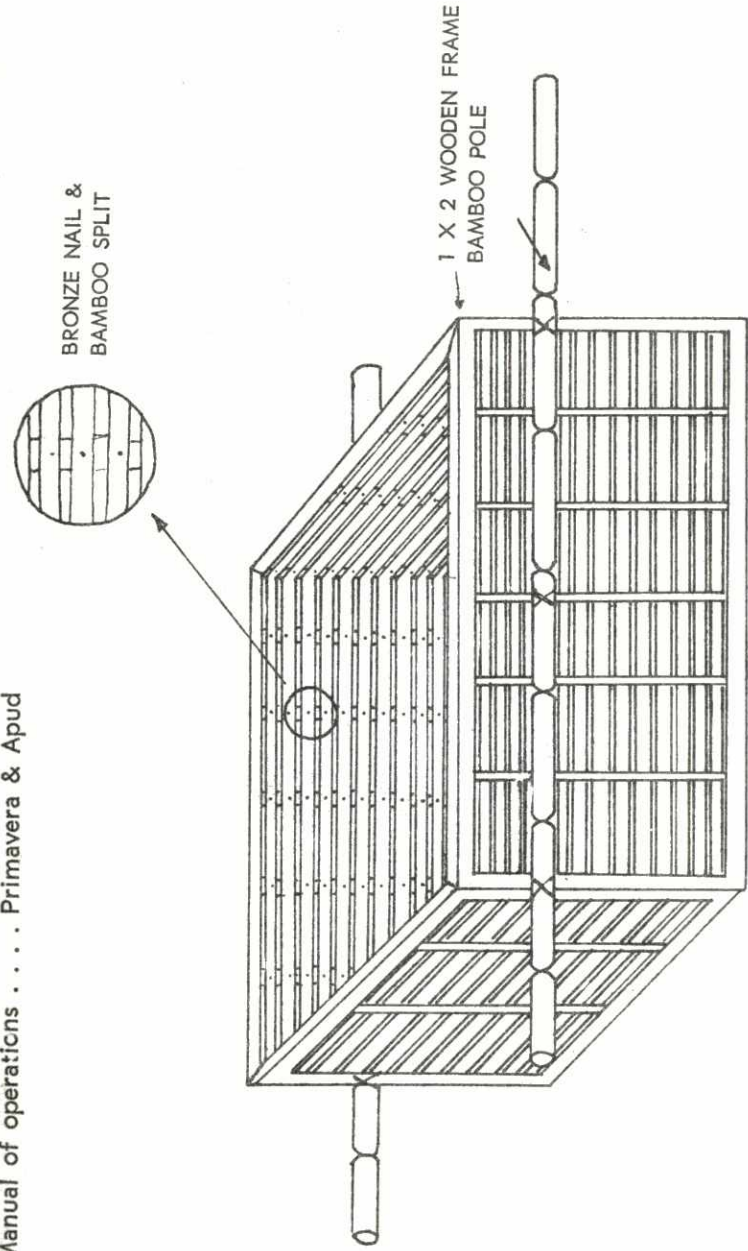 Manual of operations . . . . Primavera & Apud
BRONZE NAIL &
BAMBOO SPLIT
1 X 2 WOODEN FRAME
BAMBOO POLE